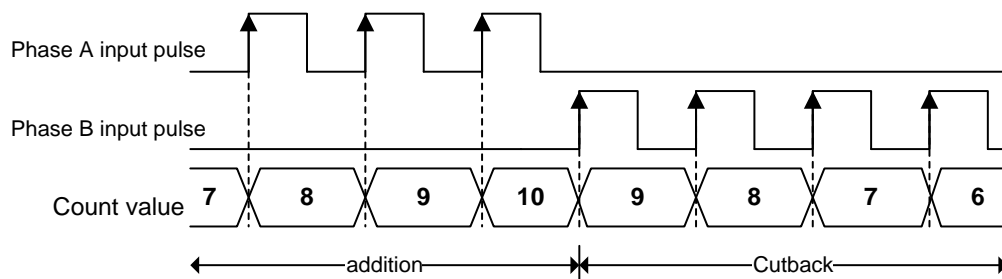 Phase A input pulse
Phase B input pulse
Count value 7 8 9 10 9 8 7 6
addition Cutback